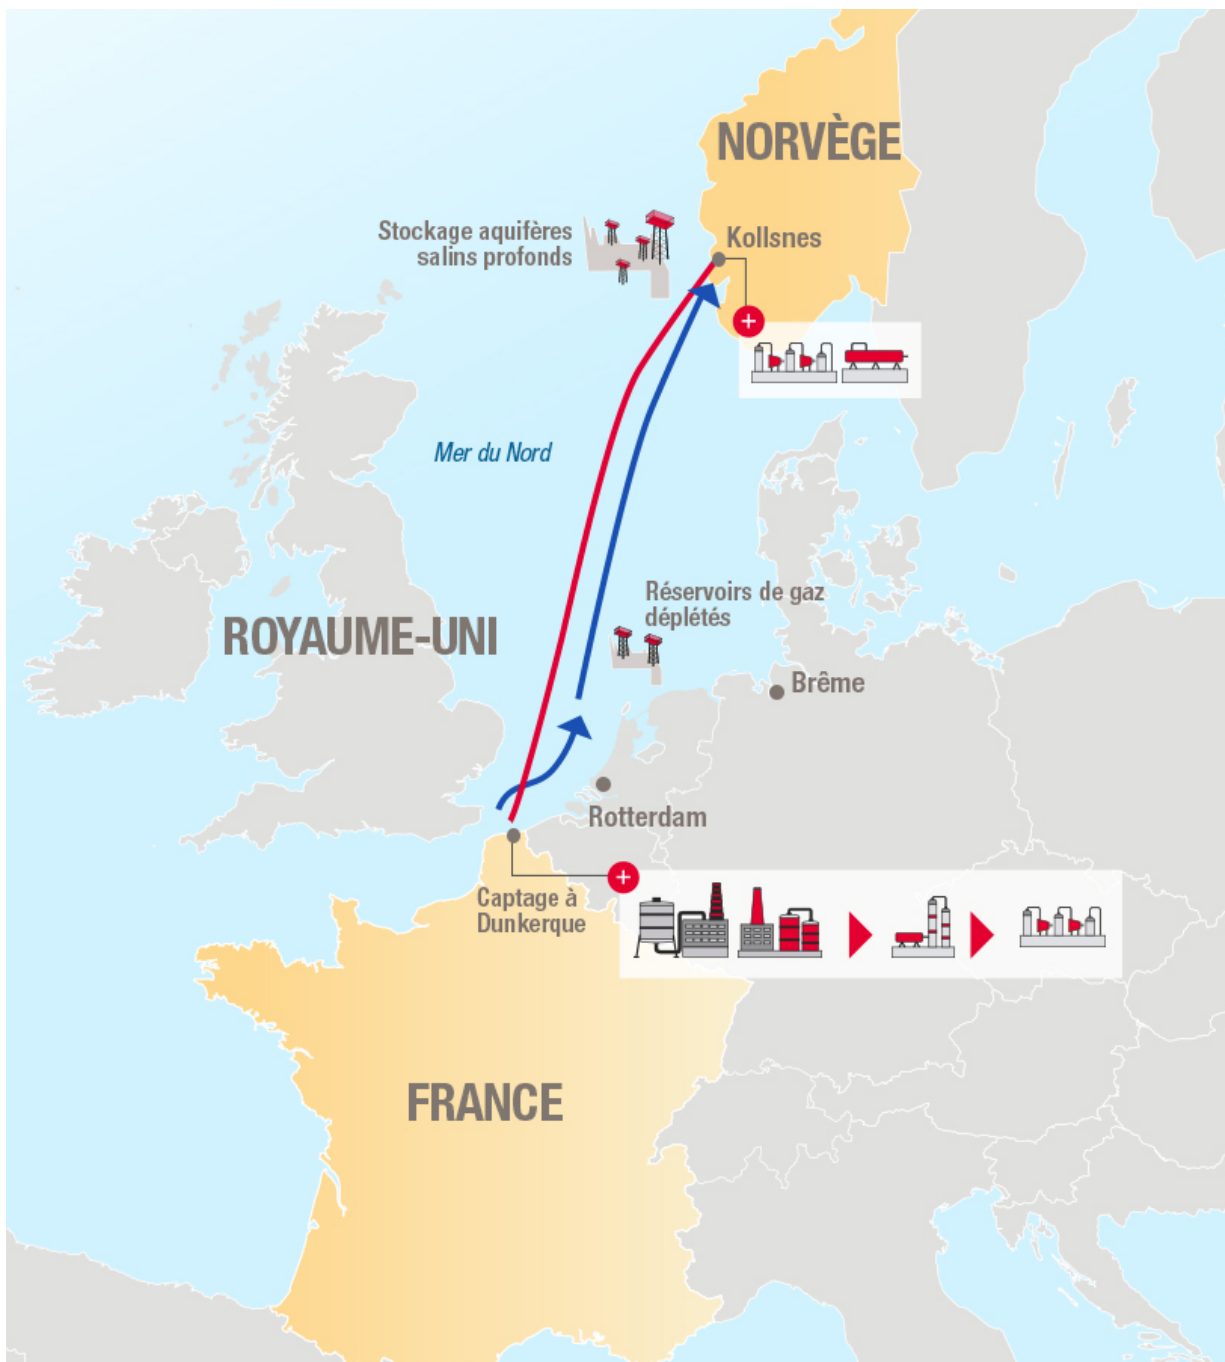 NORVÈGE
Stockage aquifères
salins profonds
Kollsnes
Mer du Nord
Réservoirs de gaz
déplétés
ROYAUME-UNI
Brême
Rotterdam
Captage à
Dunkerque
FRANCE